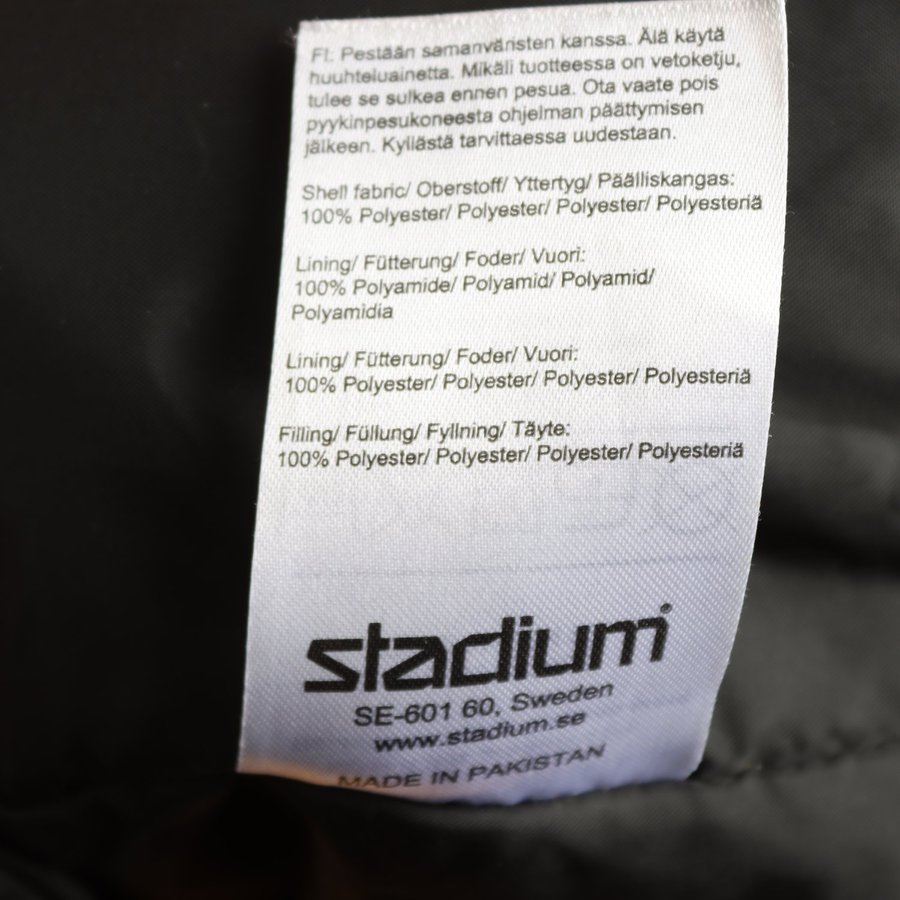 FI: Pestään samanväristen kanssa. Älä käytä
huuhteluainetta. Mikäli tuotteessa on vetoketju,
tulee se sulkea ennen pesua. Ota vaate pois
pyykinpesukoneesta ohjelman päättymisen
jälkeen. Kyllästä tarvittaessa uudestaan.
Shell fabric/ Oberstoff/ Yttertyg/ Päälliskangas:
100% Polyester/ Polyester/ Polyester/ Polyesteriä
Lining/ Fütterung/ Foder/ Vuori:
100% Polyamide/ Polyamid/ Polyamid/
Polyamidia
Lining/ Fütterung/ Foder/ Vuori:
100% Polyester/ Polyester/ Polyester/ Polyesteriä
Filling/ Füllung/ Fyllning/ Täyte:
100% Polyester/ Polyester/ Polyester/ Polyesteriä
stadium
SE-601 60, Sweden
www.stadium.se
MADE IN PAKISTAN